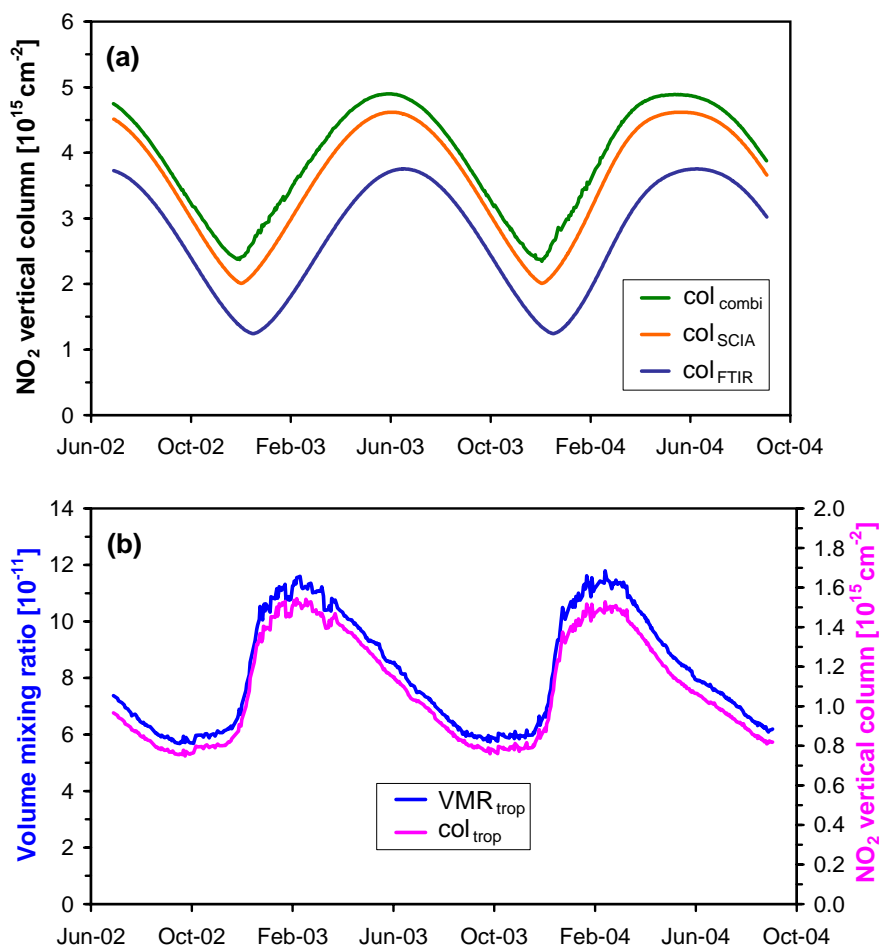 (a)
NO2 vertical column [10^15 cm^-2]
6
5
4
3
2
1
0
col combi
col SCIA
col FTIR
Jun-02 Oct-02 Feb-03 Jun-03 Oct-03 Feb-04 Jun-04 Oct-04
(b)
Volume mixing ratio [10^-11]
14
12
10
8
6
4
2
0
VMR trop
col trop
2.0
1.8
1.6
1.4
1.2
1.0
0.8
0.6
0.4
0.2
0.0
NO2 vertical column [10^15 cm^-2]
Jun-02 Oct-02 Feb-03 Jun-03 Oct-03 Feb-04 Jun-04 Oct-04